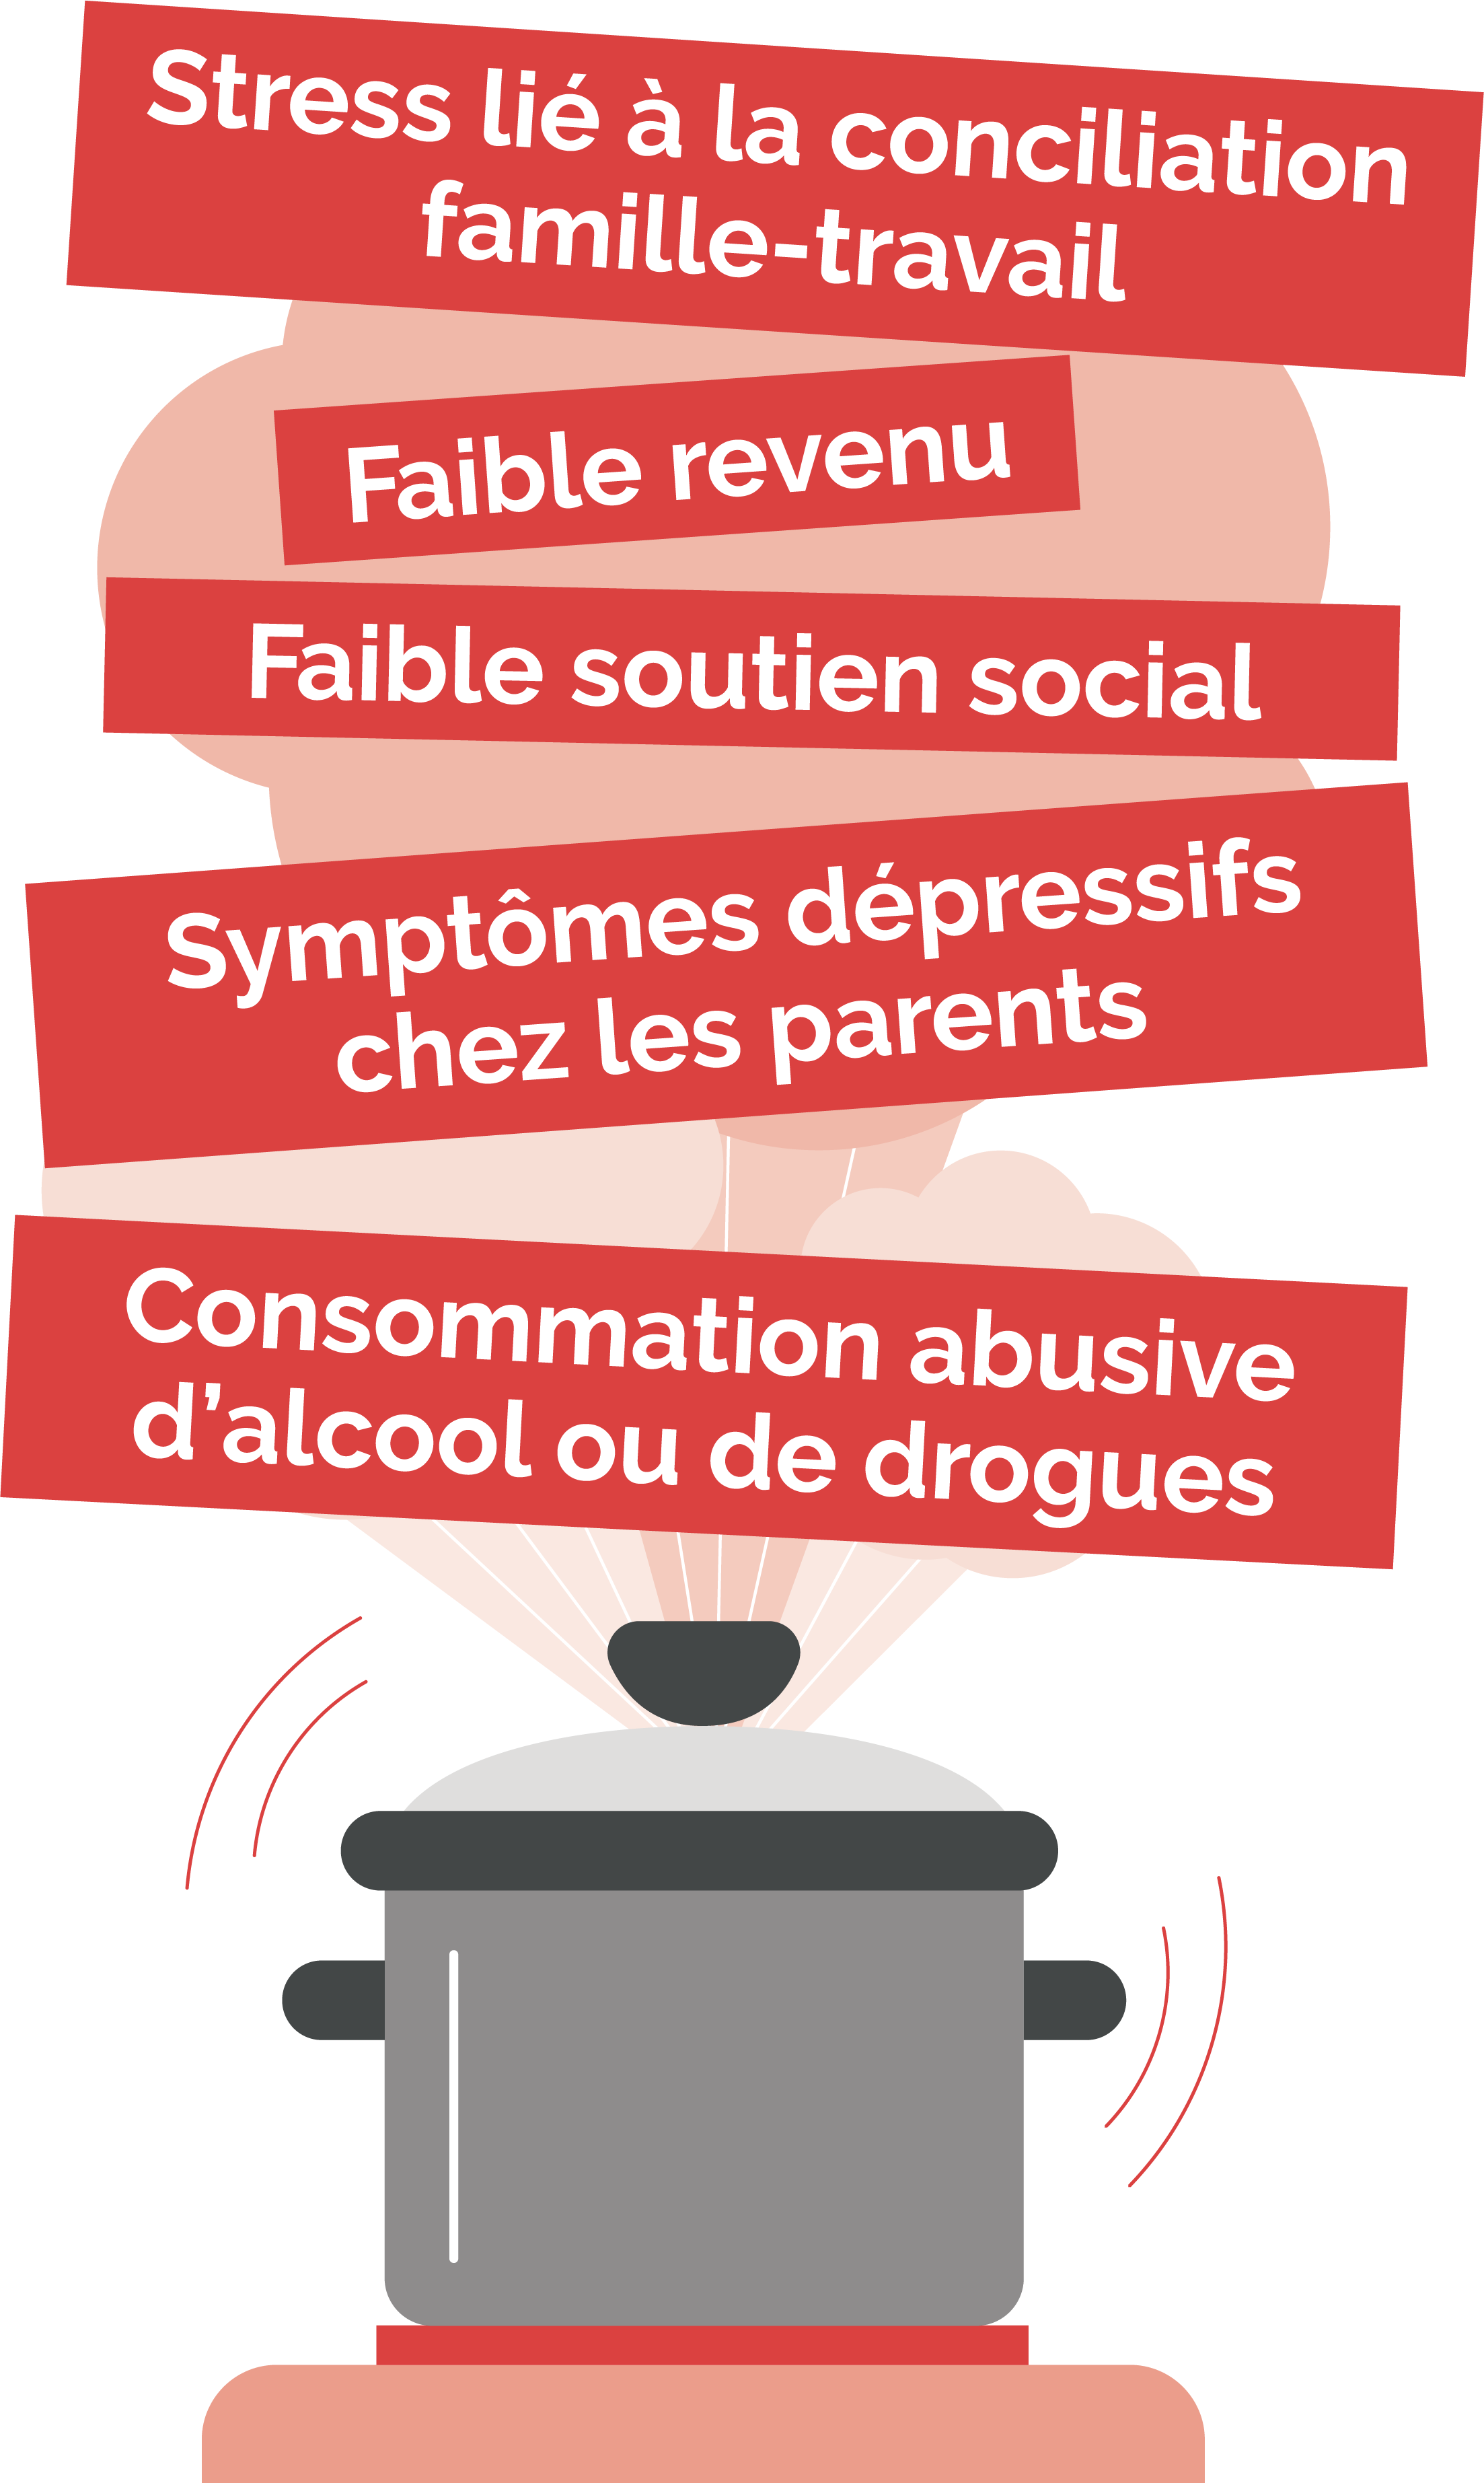 Stress lié à la conciliation
famille-travail
Faible revenu
Faible soutien social
Symptômes dépressifs
chez les parents
Consommation abusive
d'alcool ou de drogues